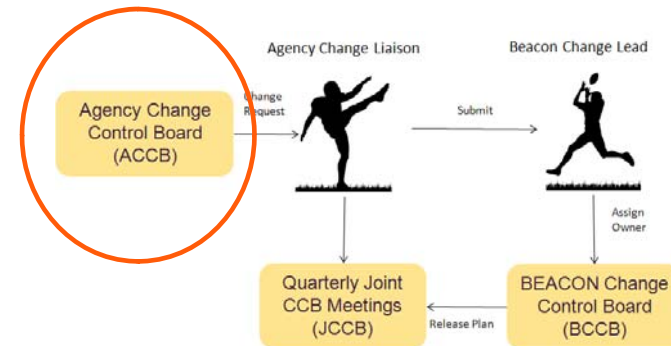 Agency Change Liaison
Beacon Change Lead
Agency Change
Control Board
(ACCB)
Change
Request
Submit
Assign
Owner
Quarterly Joint
CCB Meetings
(JCCB)
Release Plan
BEACON Change
Control Board
(BCCB)